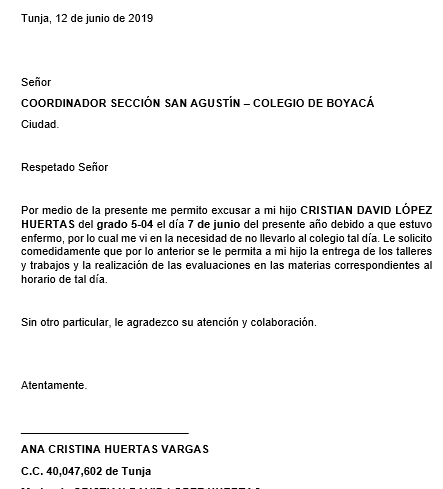 Tunja, 12 de junio de 2019
Señor
COORDINADOR SECCIÓN SAN AGUSTÍN – COLEGIO DE BOYACÁ
Ciudad.
Respetado Señor
Por medio de la presente me permito excusar a mi hijo CRISTIAN DAVID LÓPEZ
HUERTAS del grado 5-04 el día 7 de junio del presente año debido a que estuvo
enfermo, por lo cual me vi en la necesidad de no llevarlo al colegio tal día. Le solicito
comedidamente que por lo anterior se le permita a mi hijo la entrega de los talleres
y trabajos y la realización de las evaluaciones en las materias correspondientes al
horario de tal día.
Sin otro particular, le agradezco su atención y colaboración.
Atentamente.
ANA CRISTINA HUERTAS VARGAS
C.C. 40,047,602 de Tunja